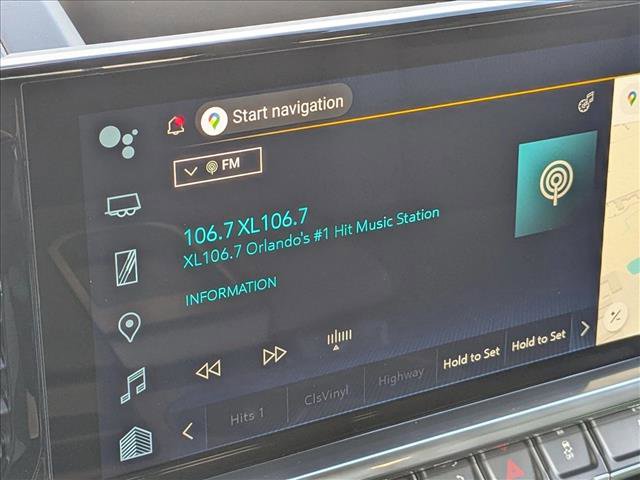 Start navigation
FM
106.7 XL106.7
XL106.7 Orlando's #1 Hit Music Station
INFORMATION
Hits 1 ClsVinyl Highway Hold to Set Hold to Set